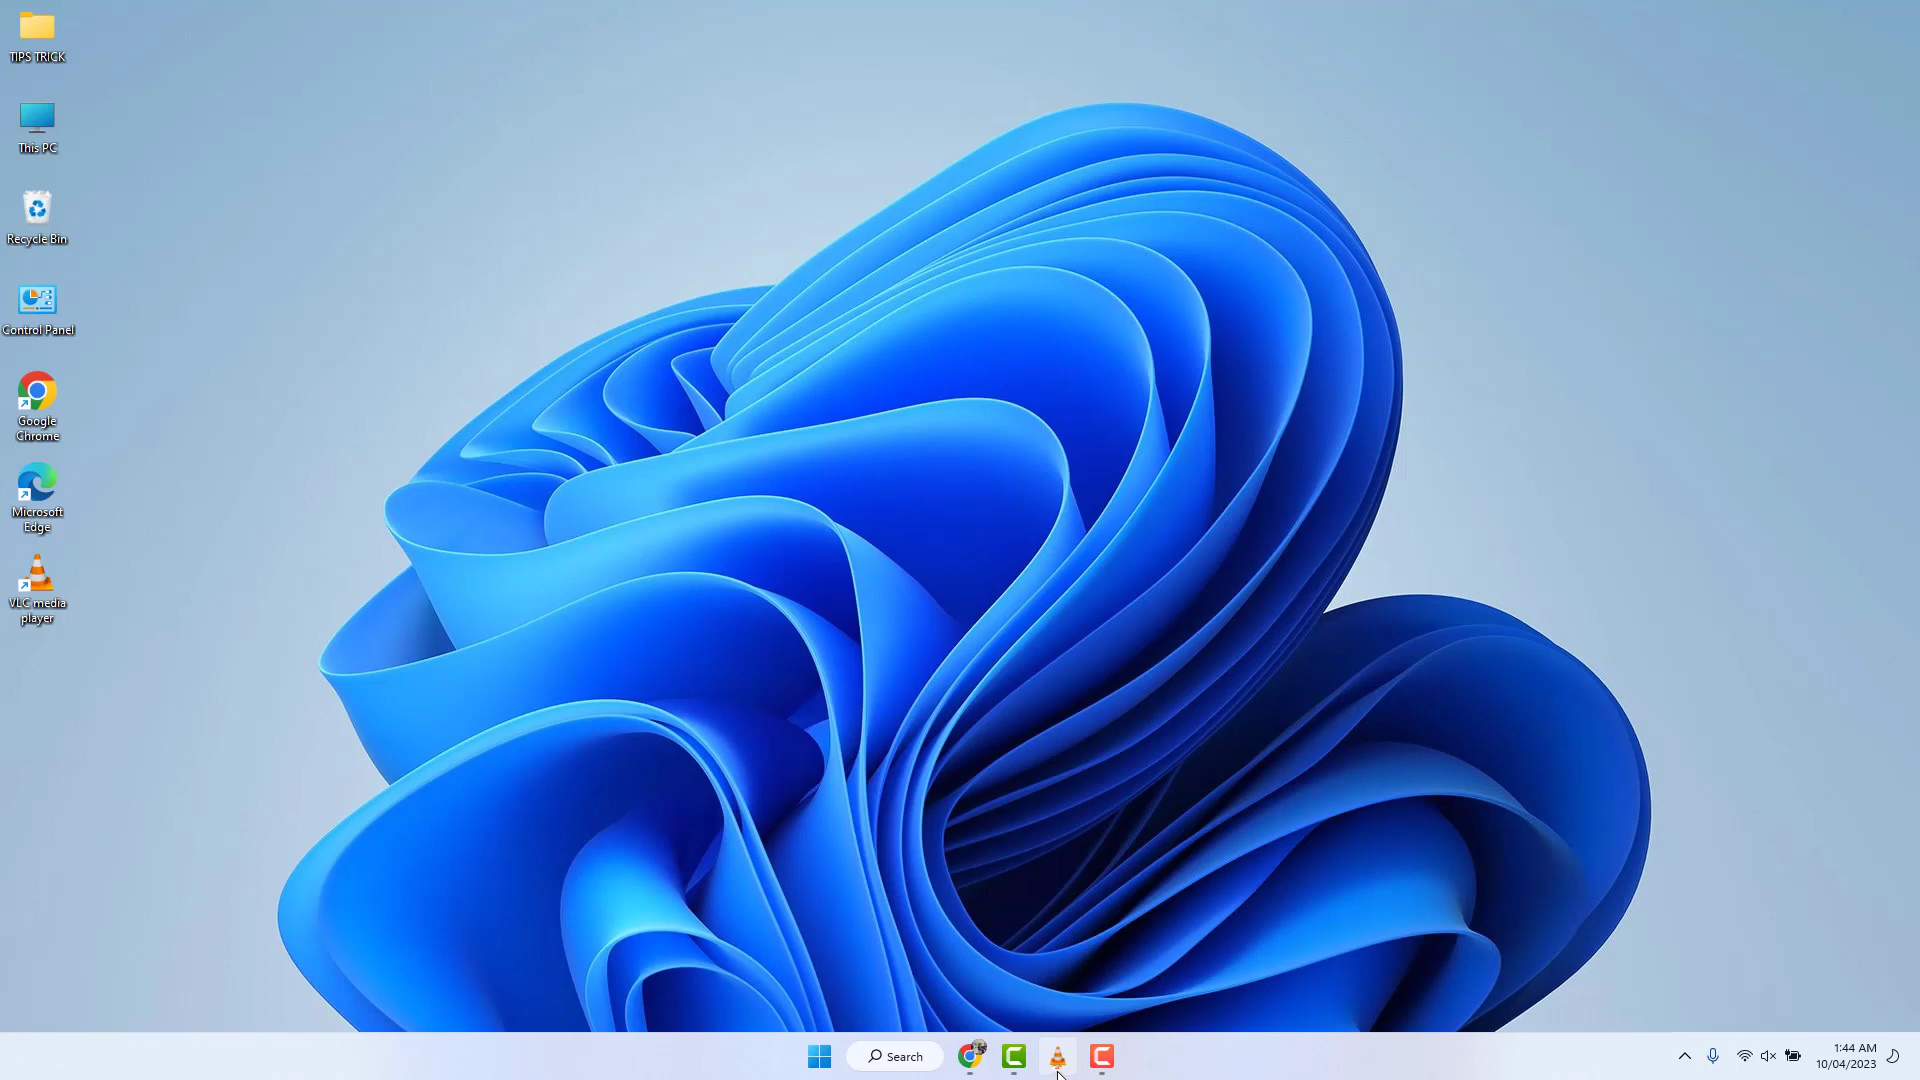 TIPS TRICK
This PC
Recycle Bin
Control Panel
Google
Chrome
Microsoft
Edge
VLC media
player
Search
1:44 AM
10/04/2023